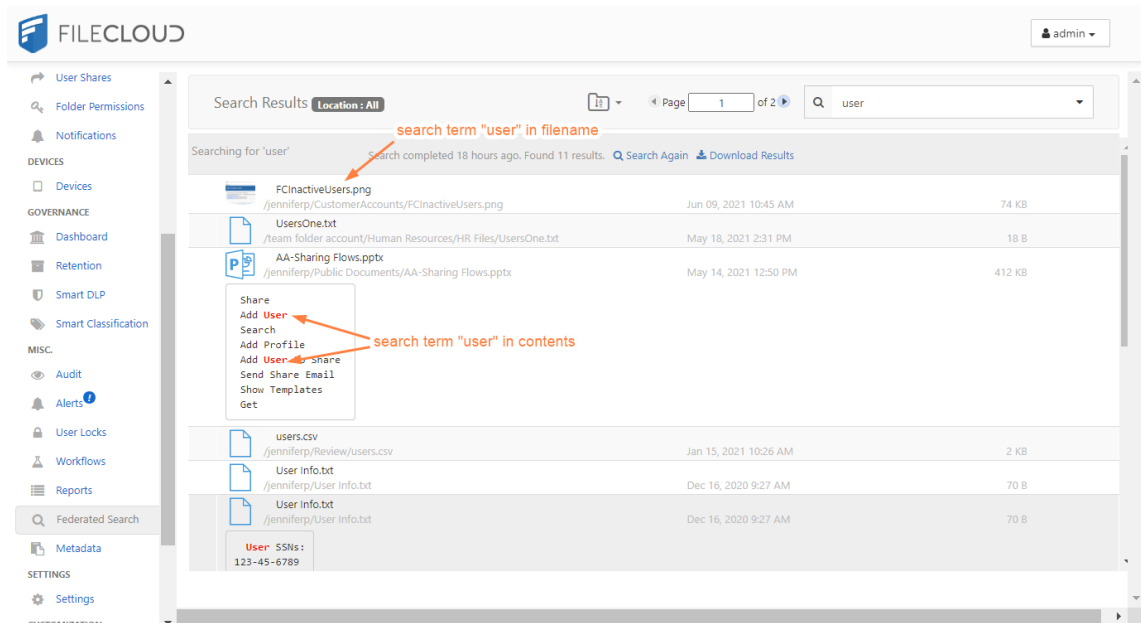 FILECLOUD
admin
User Shares
Folder Permissions
Notifications
DEVICES
Devices
GOVERNANCE
Dashboard
Retention
Smart DLP
Smart Classification
MISC.
Audit
Alerts
User Locks
Workflows
Reports
Federated Search
Metadata
SETTINGS
Settings
Search Results Location : All
Page 1 of 2
user
search term "user" in filename
Searching for 'user'
Search completed 18 hours ago. Found 11 results. Search Again Download Results
FCInactiveUsers.png
/jenniferp/CustomerAccounts/FCInactiveUsers.png Jun 09, 2021 10:45 AM 74 KB
UsersOne.txt
/team folder account/Human Resources/HR Files/UsersOne.txt May 18, 2021 2:31 PM 18 B
AA-Sharing Flows.pptx
/jenniferp/Public Documents/AA-Sharing Flows.pptx May 14, 2021 12:50 PM 412 KB
Share
Add User
Search
Add Profile
Add User Share
Send Share Email
Show Templates
Get
search term "user" in contents
users.csv
/jenniferp/Review/users.csv Jan 15, 2021 10:26 AM 2 KB
User Info.txt
/jenniferp/User Info.txt Dec 16, 2020 9:27 AM 70 B
User Info.txt
/jenniferp/User Info.txt Dec 16, 2020 9:27 AM 70 B
User SSNs:
123-45-6789